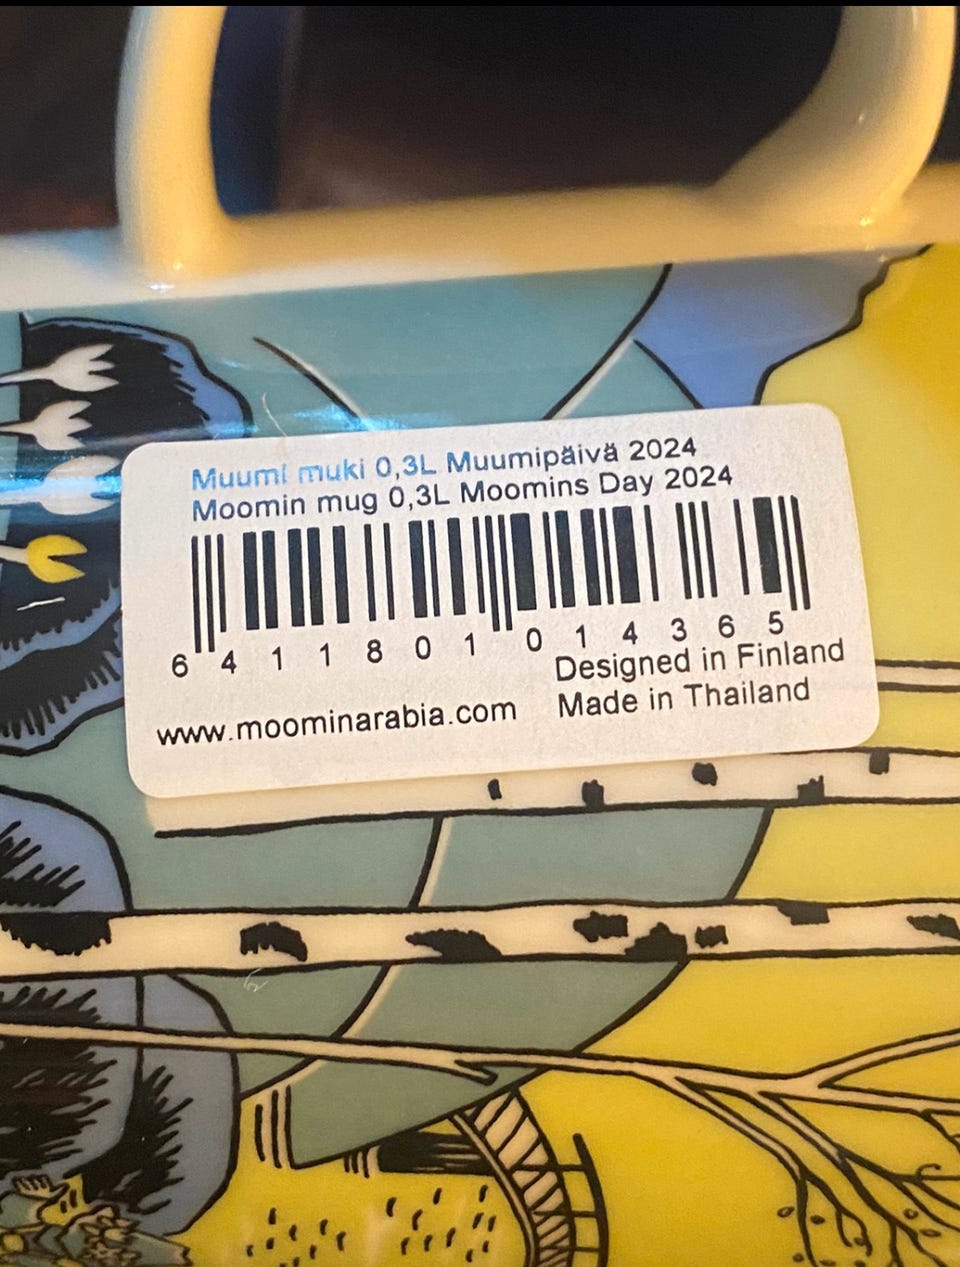 Muumi muki 0,3L Muumipäivä 2024
Moomin mug 0,3L Moomins Day 2024
6 411801 014365
Designed in Finland
www.moominarabia.com Made in Thailand